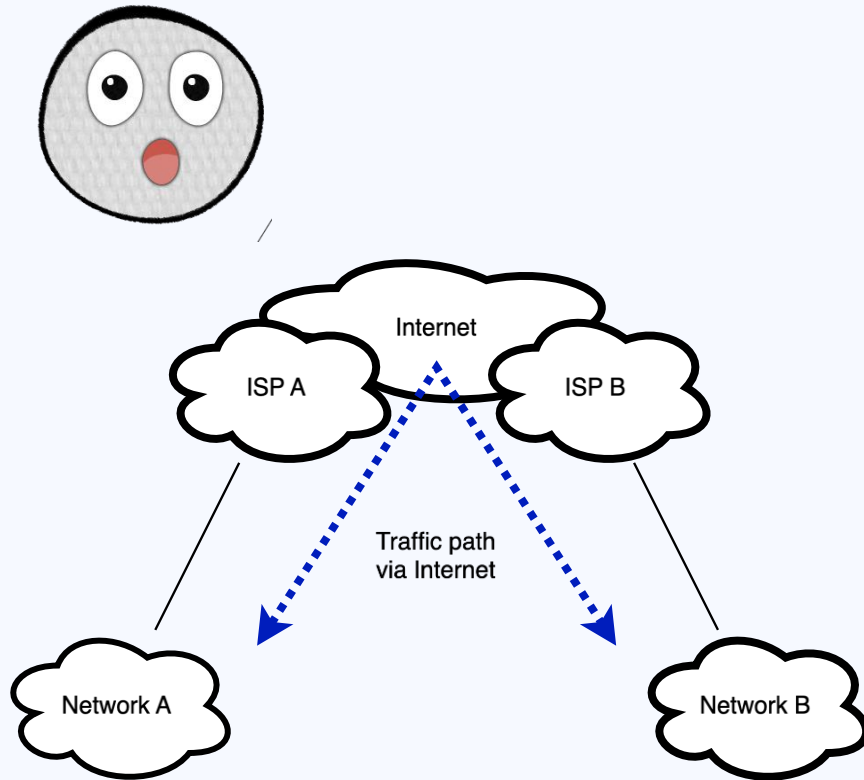 Internet
ISP A
ISP B
Traffic path
via Internet
Network A
Network B